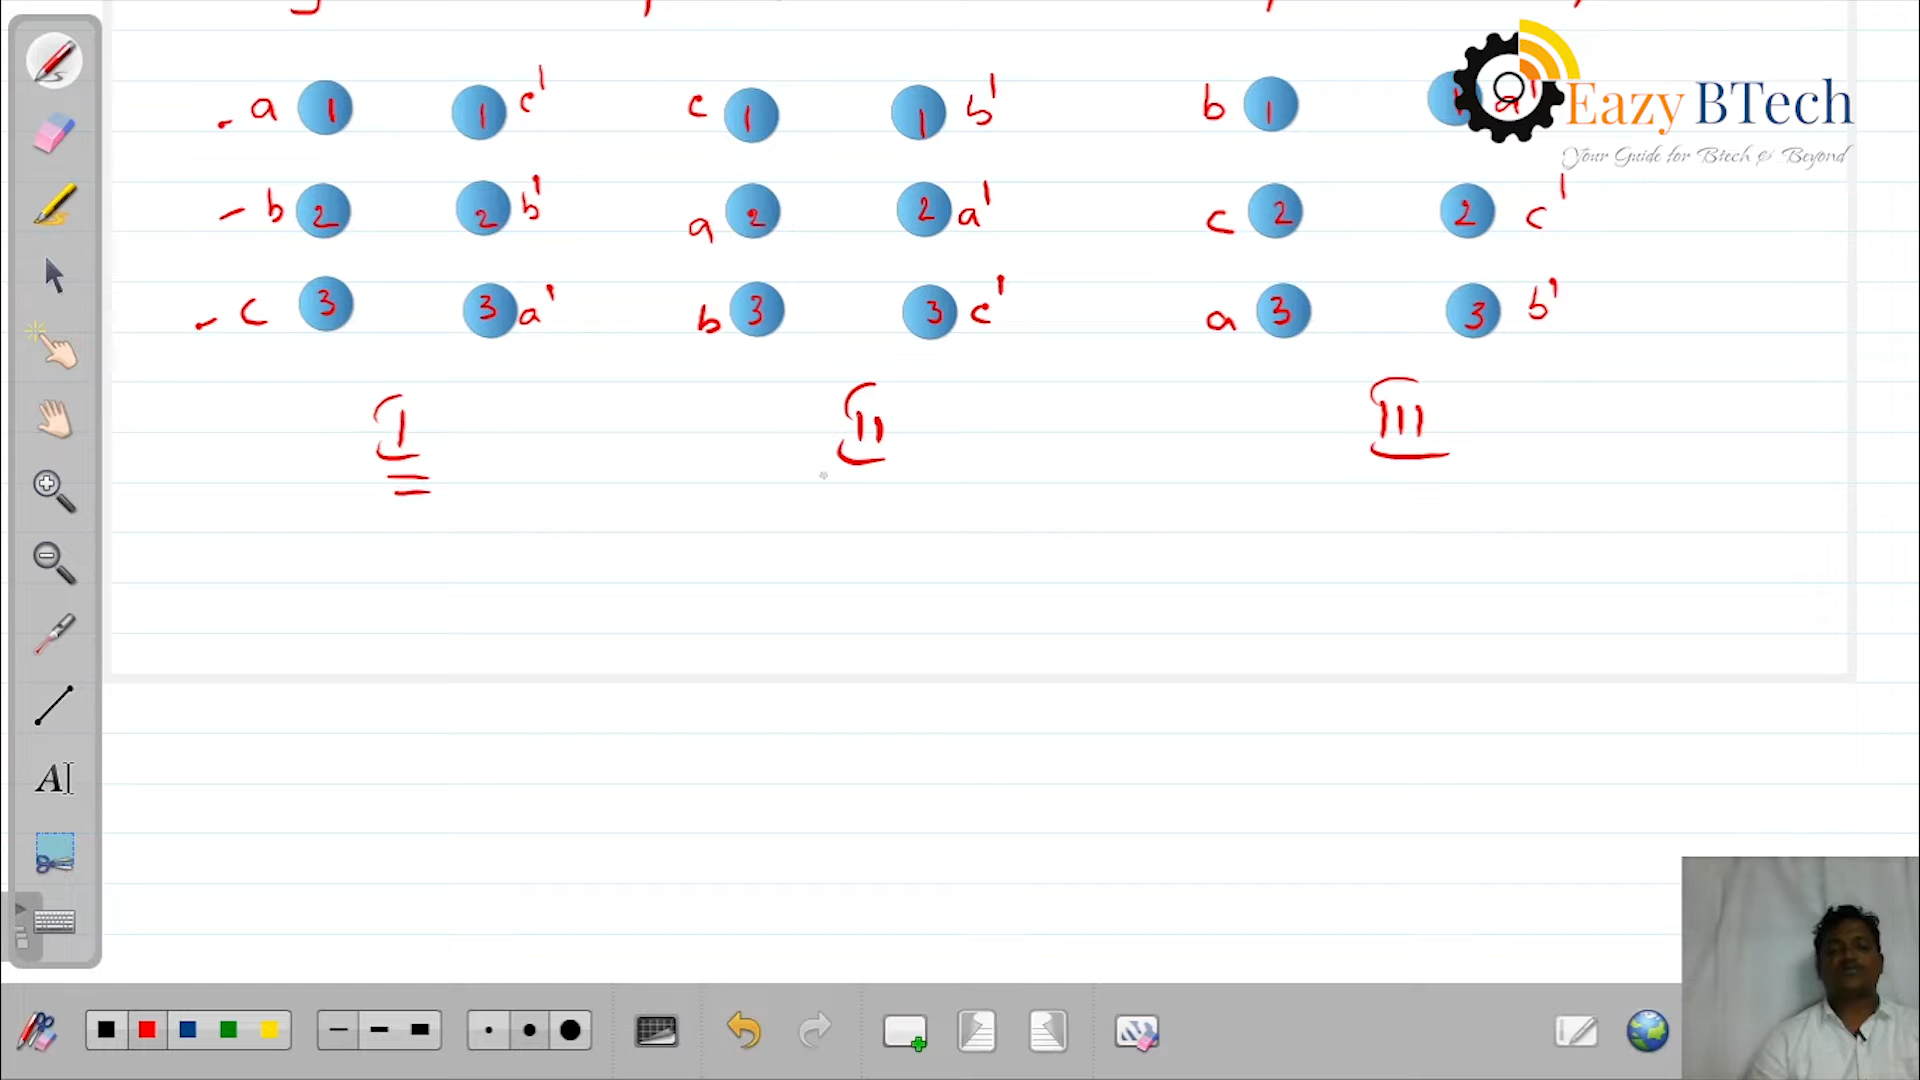 Eazy BTech
Your Guide for Btech & Beyond
- a 1 1 c' c 1 1 b' b 1 1 a'
- b 2 2 b' a 2 2 a' c 2 2 c'
- c 3 3 a' b 3 3 c' a 3 3 b'
I II III
A